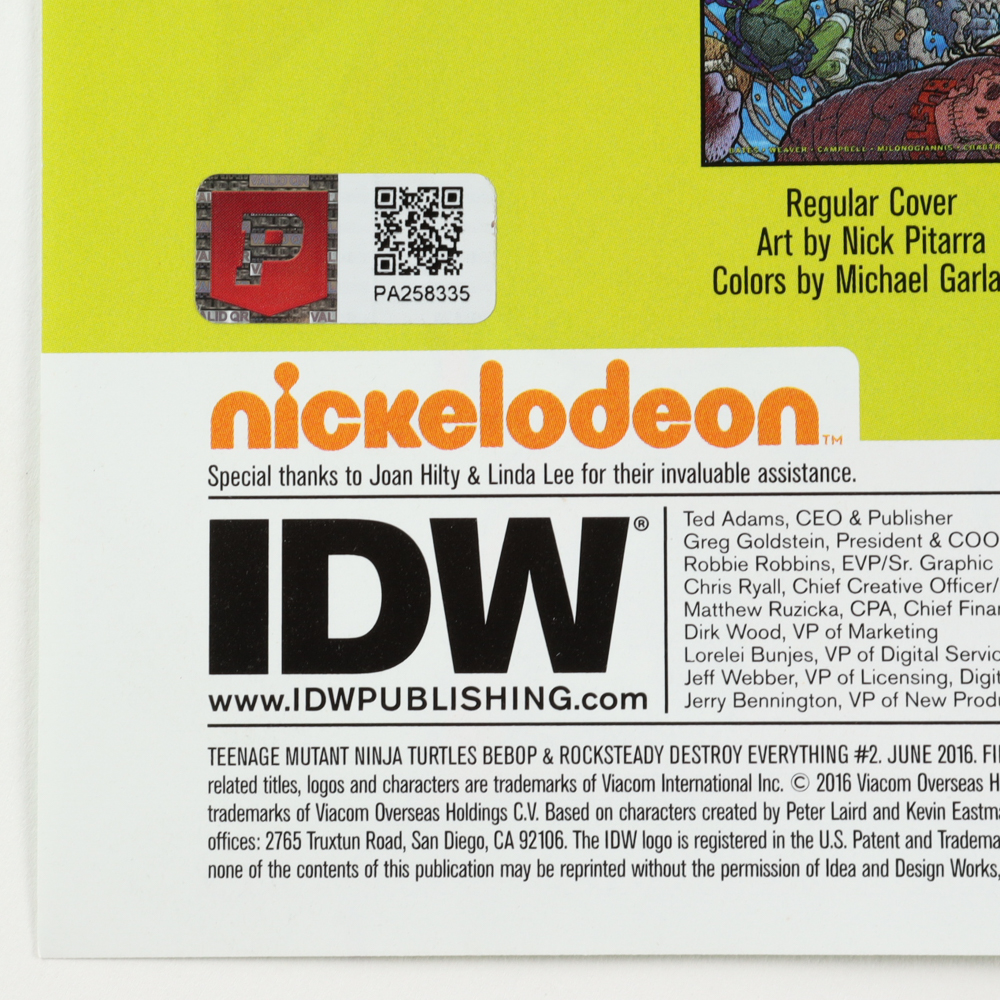 WEAVER • CAMPBELL • MILONOGIANNIS
Regular Cover
Art by Nick Pitarra
Colors by Michael Garla
P
PA258335
LID QR VAL
nickelodeon™
Special thanks to Joan Hilty & Linda Lee for their invaluable assistance.
IDW®
www.IDWPUBLISHING.com
Ted Adams, CEO & Publisher
Greg Goldstein, President & COO
Robbie Robbins, EVP/Sr. Graphic
Chris Ryall, Chief Creative Officer/
Matthew Ruzicka, CPA, Chief Finan
Dirk Wood, VP of Marketing
Lorelei Bunjes, VP of Digital Servic
Jeff Webber, VP of Licensing, Digit
Jerry Bennington, VP of New Produ
TEENAGE MUTANT NINJA TURTLES BEBOP & ROCKSTEADY DESTROY EVERYTHING #2. JUNE 2016. FI
related titles, logos and characters are trademarks of Viacom International Inc. © 2016 Viacom Overseas H
trademarks of Viacom Overseas Holdings C.V. Based on characters created by Peter Laird and Kevin Eastma
offices: 2765 Truxtun Road, San Diego, CA 92106. The IDW logo is registered in the U.S. Patent and Tradema
none of the contents of this publication may be reprinted without the permission of Idea and Design Works,